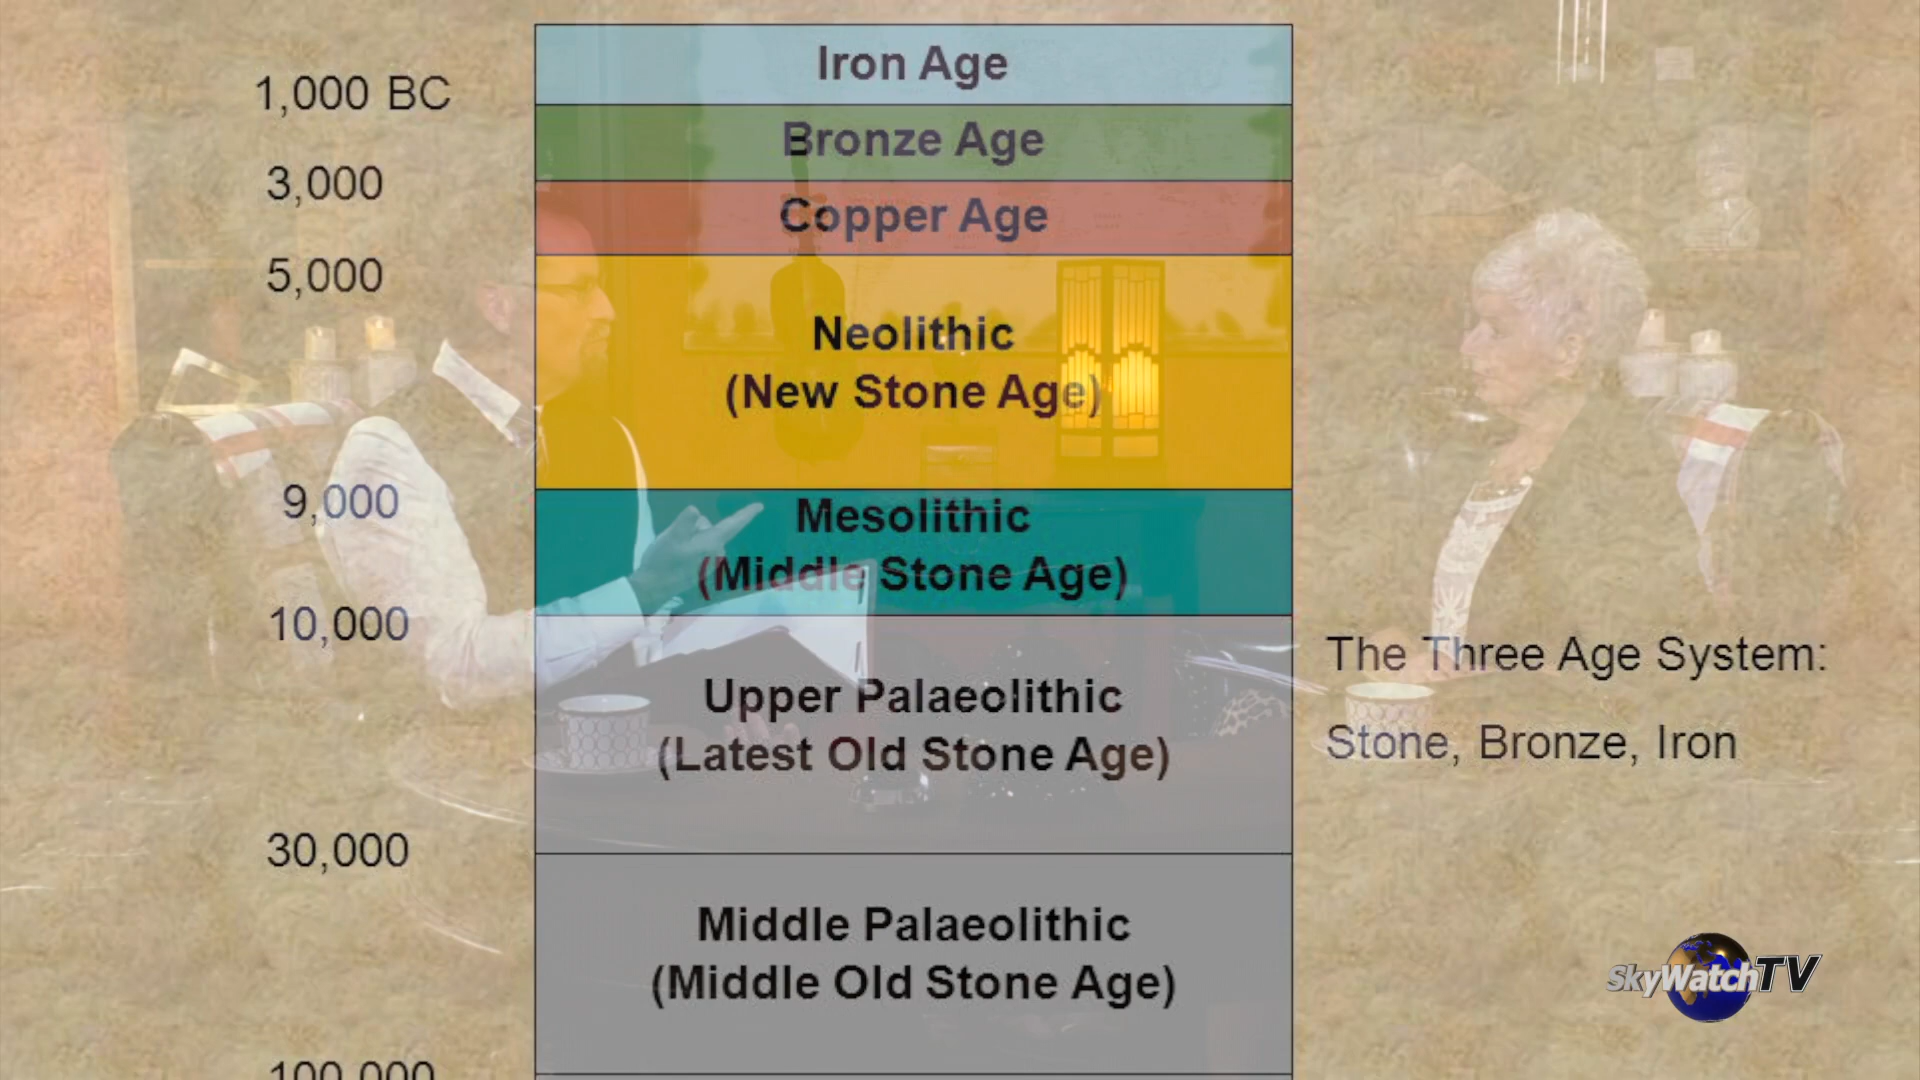 Iron Age
1,000 BC
Bronze Age
3,000
Copper Age
5,000
Neolithic
(New Stone Age)
9,000
Mesolithic
(Middle Stone Age)
10,000
Upper Palaeolithic
(Latest Old Stone Age)
The Three Age System:
Stone, Bronze, Iron
30,000
Middle Palaeolithic
(Middle Old Stone Age)
SkyWatchTV
100,000